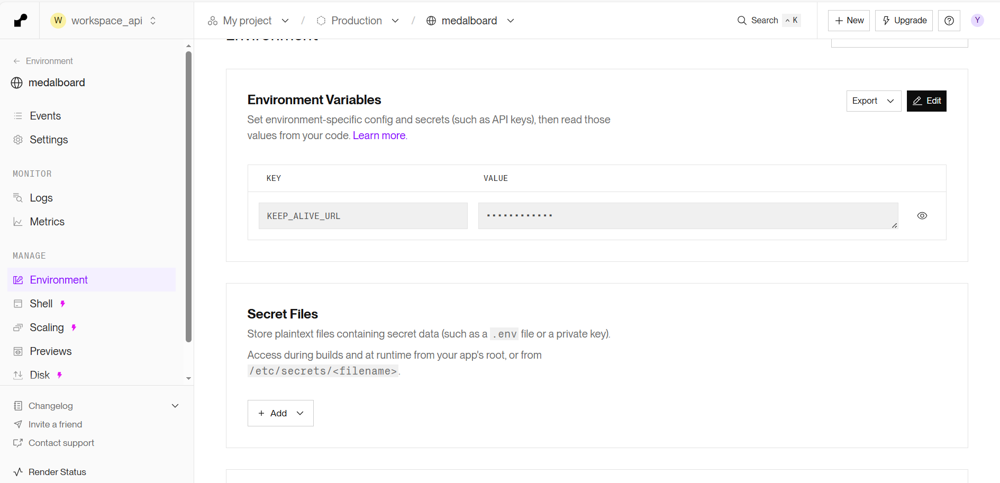 W workspace_api
My project / Production / medalboard
Search ^ K
New
Upgrade
Y
Environment
Environment
medalboard
Events
Settings
MONITOR
Logs
Metrics
MANAGE
Environment
Shell
Scaling
Previews
Disk
Changelog
Invite a friend
Contact support
Render Status
Environment Variables
Export
Edit
Set environment-specific config and secrets (such as API keys), then read those
values from your code. Learn more.
KEY VALUE
KEEP_ALIVE_URL ............
Secret Files
Store plaintext files containing secret data (such as a .env file or a private key).
Access during builds and at runtime from your app's root, or from
/etc/secrets/<filename>.
+ Add